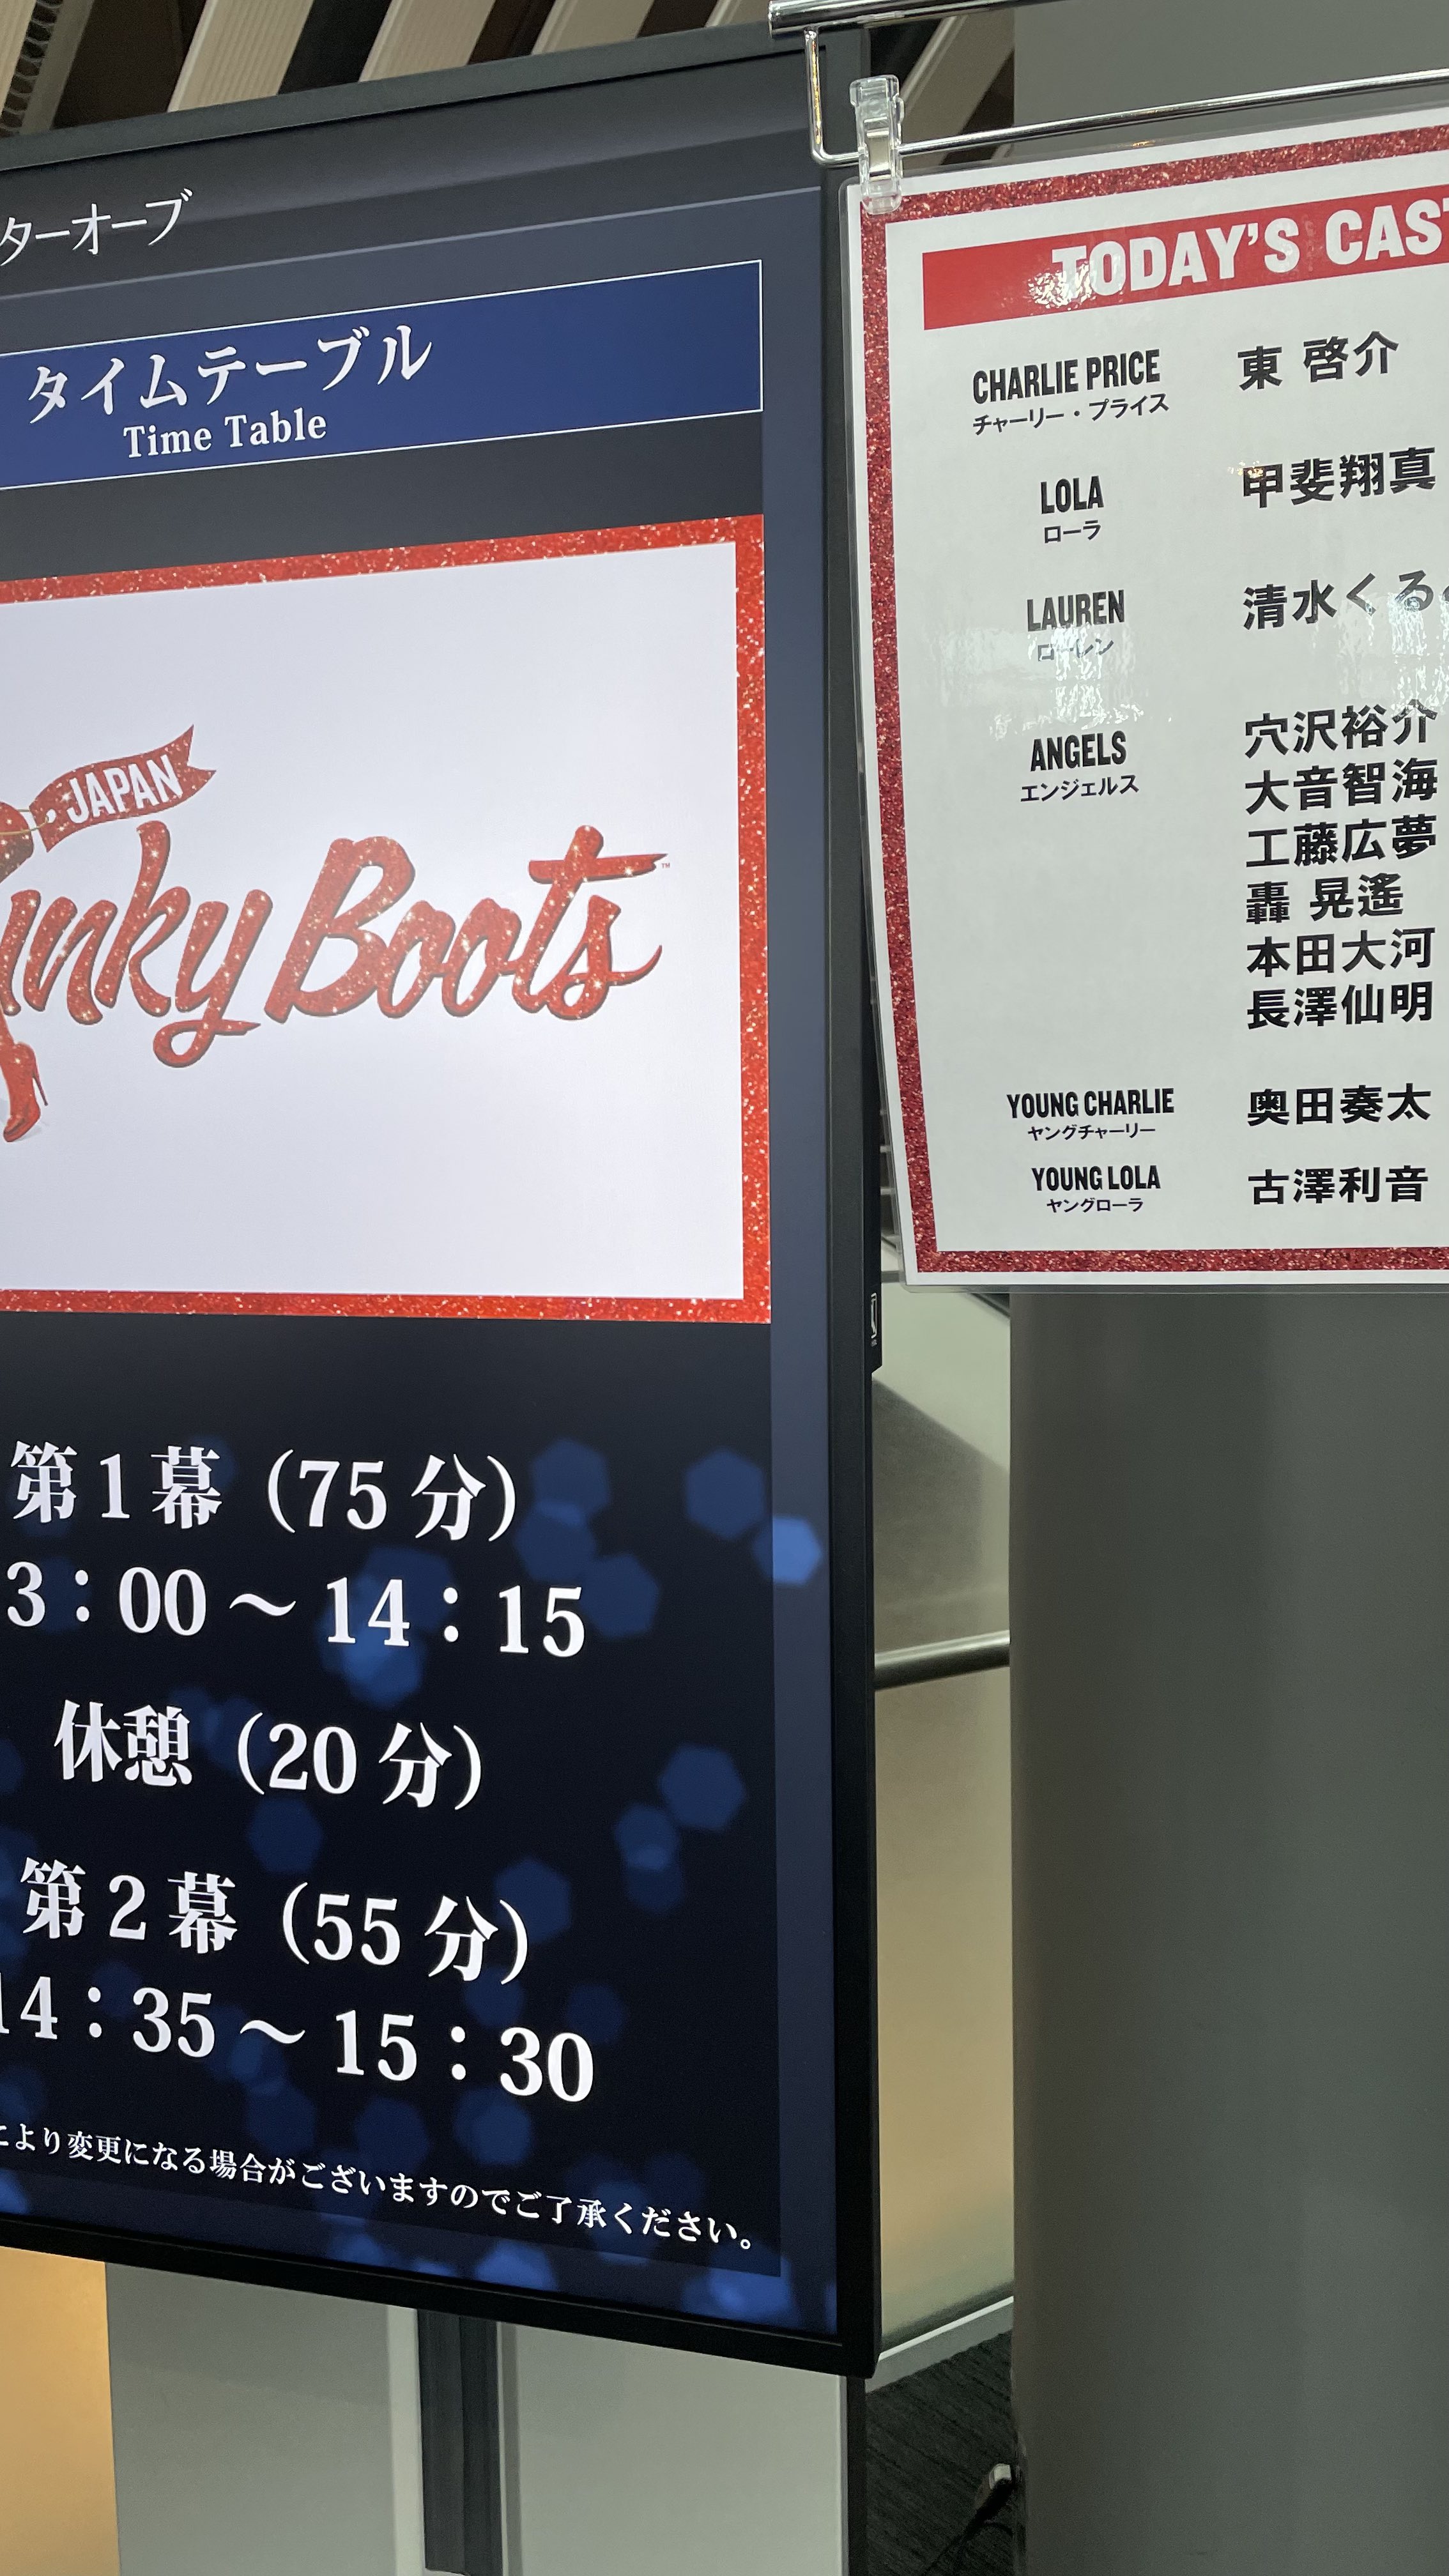 ターオーブ
タイムテーブル
Time Table
JAPAN
inky Boots™
第1幕（75分）
3：00～14：15
休憩（20分）
第2幕（55分）
14：35～15：30
により変更になる場合がございますのでご了承ください。
TODAY'S CAST
CHARLIE PRICE 東 啓介
チャーリー・プライス
LOLA 甲斐翔真
ローラ
LAUREN 清水くる
ローレン
ANGELS 穴沢裕介
エンジェルス 大音智海
工藤広夢
轟 晃遙
本田大河
長澤仙明
YOUNG CHARLIE 奥田奏太
ヤングチャーリー
YOUNG LOLA 古澤利音
ヤングローラ